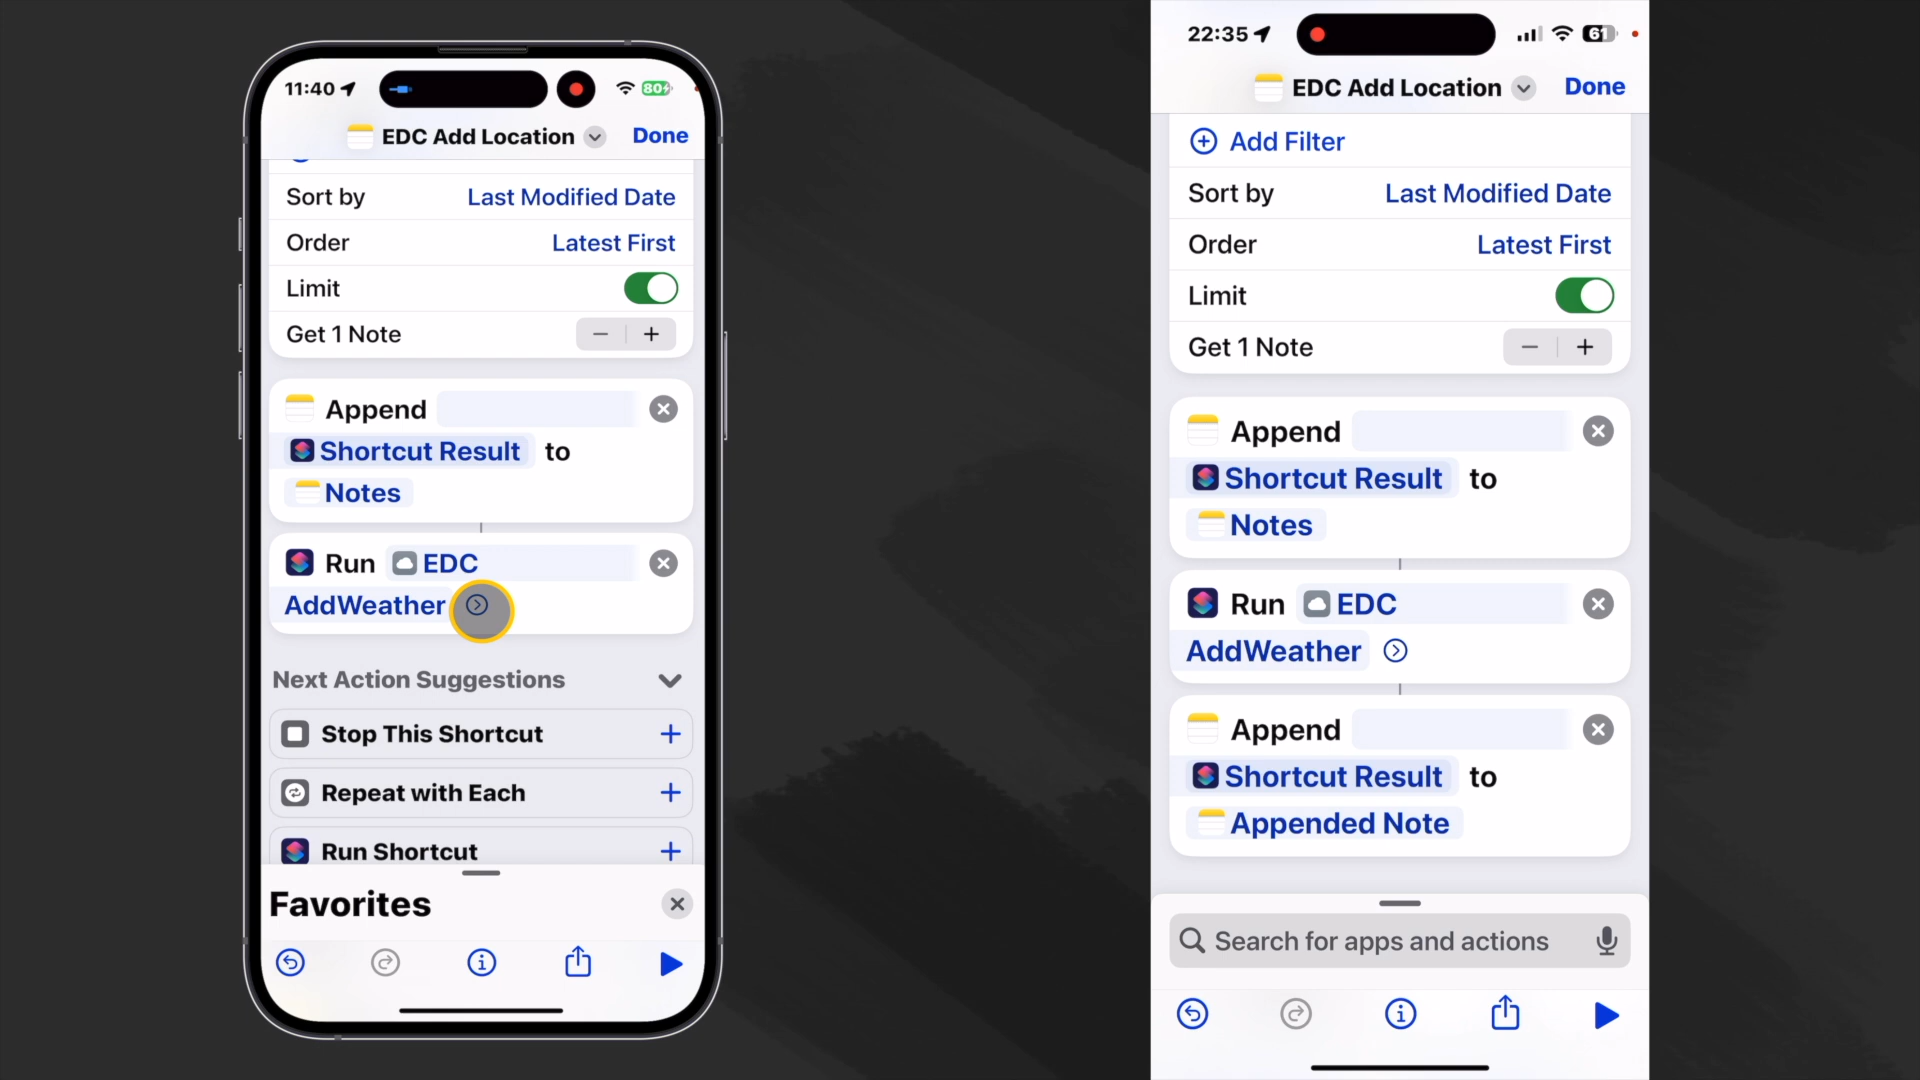 11:40
80
EDC Add Location
Done
Sort by
Last Modified Date
Order
Latest First
Limit
Get 1 Note
Append
Shortcut Result to
Notes
Run EDC
AddWeather
Next Action Suggestions
Stop This Shortcut
Repeat with Each
Run Shortcut
Favorites
22:35
61
EDC Add Location
Done
Add Filter
Sort by
Last Modified Date
Order
Latest First
Limit
Get 1 Note
Append
Shortcut Result to
Notes
Run EDC
AddWeather
Append
Shortcut Result to
Appended Note
Search for apps and actions